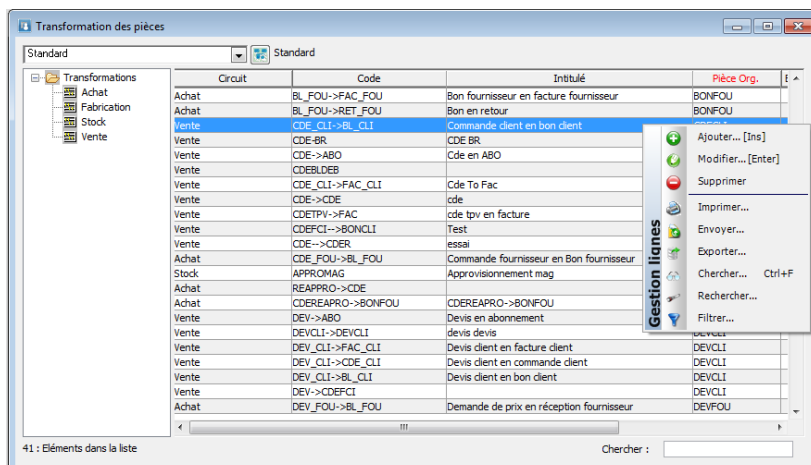 Transformation des pièces
Standard Standard
Transformations
Achat
Fabrication
Stock
Vente
Circuit Code Intitulé Pièce Org.
Achat BL_FOU->FAC_FOU Bon fournisseur en facture fournisseur BONFOU
Achat BL_FOU->RET_FOU Bon en retour BONFOU
Vente CDE_CLI->BL_CLI Commande client en bon client
Vente CDE-BR CDE BR
Vente CDE->ABO Cde en ABO
Vente CDEBLDEB
Vente CDE_CLI->FAC_CLI Cde To Fac
Vente CDE->CDE cde
Vente CDETPV->FAC cde tpv en facture
Vente CDEFCI-->BONCLI Test
Vente CDE-->CDER essai
Achat CDE_FOU->BL_FOU Commande fournisseur en Bon fournisseur
Stock APPROMAG Approvisionnement mag
Achat REAPPRO->CDE
Achat CDEREAPRO->BONFOU CDEREAPRO->BONFOU
Vente DEV->ABO Devis en abonnement
Vente DEVCLI->DEVCLI devis devis DEVCLI
Vente DEV_CLI->FAC_CLI Devis client en facture client DEVCLI
Vente DEV_CLI->CDE_CLI Devis client en commande client DEVCLI
Vente DEV_CLI->BL_CLI Devis client en bon client DEVCLI
Vente DEV->CDEFCI DEVCLI
Achat DEV_FOU->BL_FOU Demande de prix en réception fournisseur DEVFOU
Gestion lignes
Ajouter... [Ins]
Modifier... [Enter]
Supprimer
Imprimer...
Envoyer...
Exporter...
Chercher... Ctrl+F
Rechercher...
Filtrer...
41 : Eléments dans la liste Chercher :